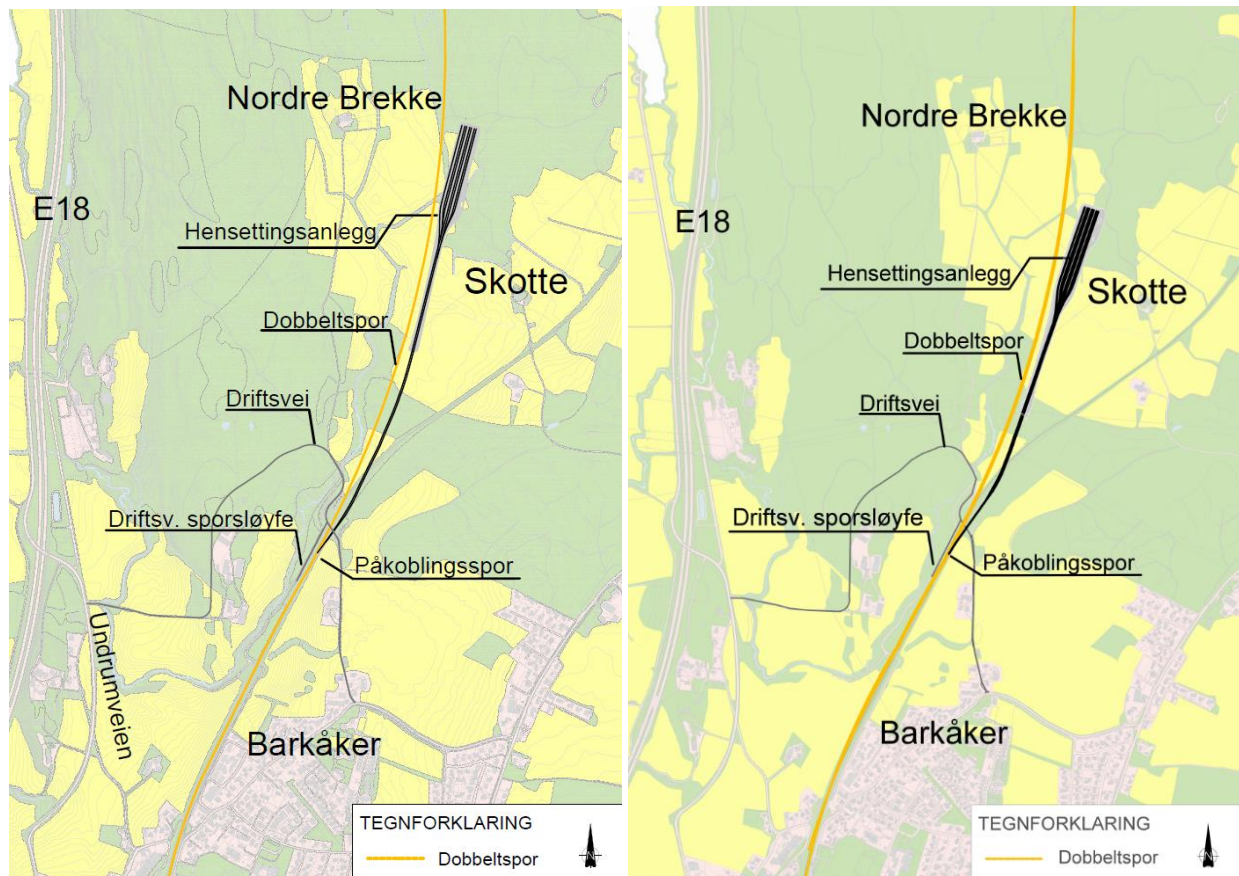 Nordre Brekke
E18
Hensettingsanlegg
Skotte
Dobbeltspor
Driftsvei
Driftsv. sporsløyfe
Påkoblingsspor
Undrumveien
Barkåker
TEGNFORKLARING
Dobbeltspor
N
Nordre Brekke
E18
Hensettingsanlegg
Skotte
Dobbeltspor
Driftsvei
Driftsv. sporsløyfe
Påkoblingsspor
Barkåker
TEGNFORKLARING
Dobbeltspor
N